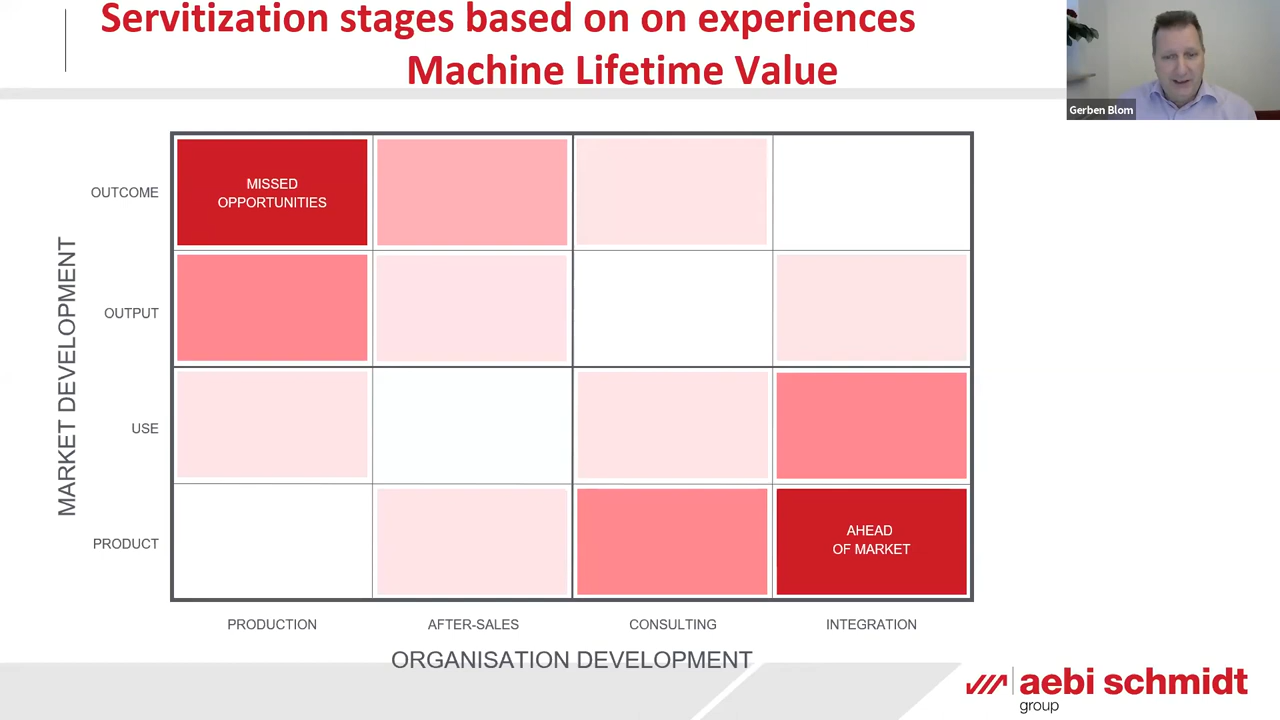 Servitization stages based on on experiences
Machine Lifetime Value
Gerben Blom
MARKET DEVELOPMENT
OUTCOME
OUTPUT
USE
PRODUCT
MISSED
OPPORTUNITIES
AHEAD
OF MARKET
PRODUCTION
AFTER-SALES
CONSULTING
INTEGRATION
ORGANISATION DEVELOPMENT
aebi schmidt
group